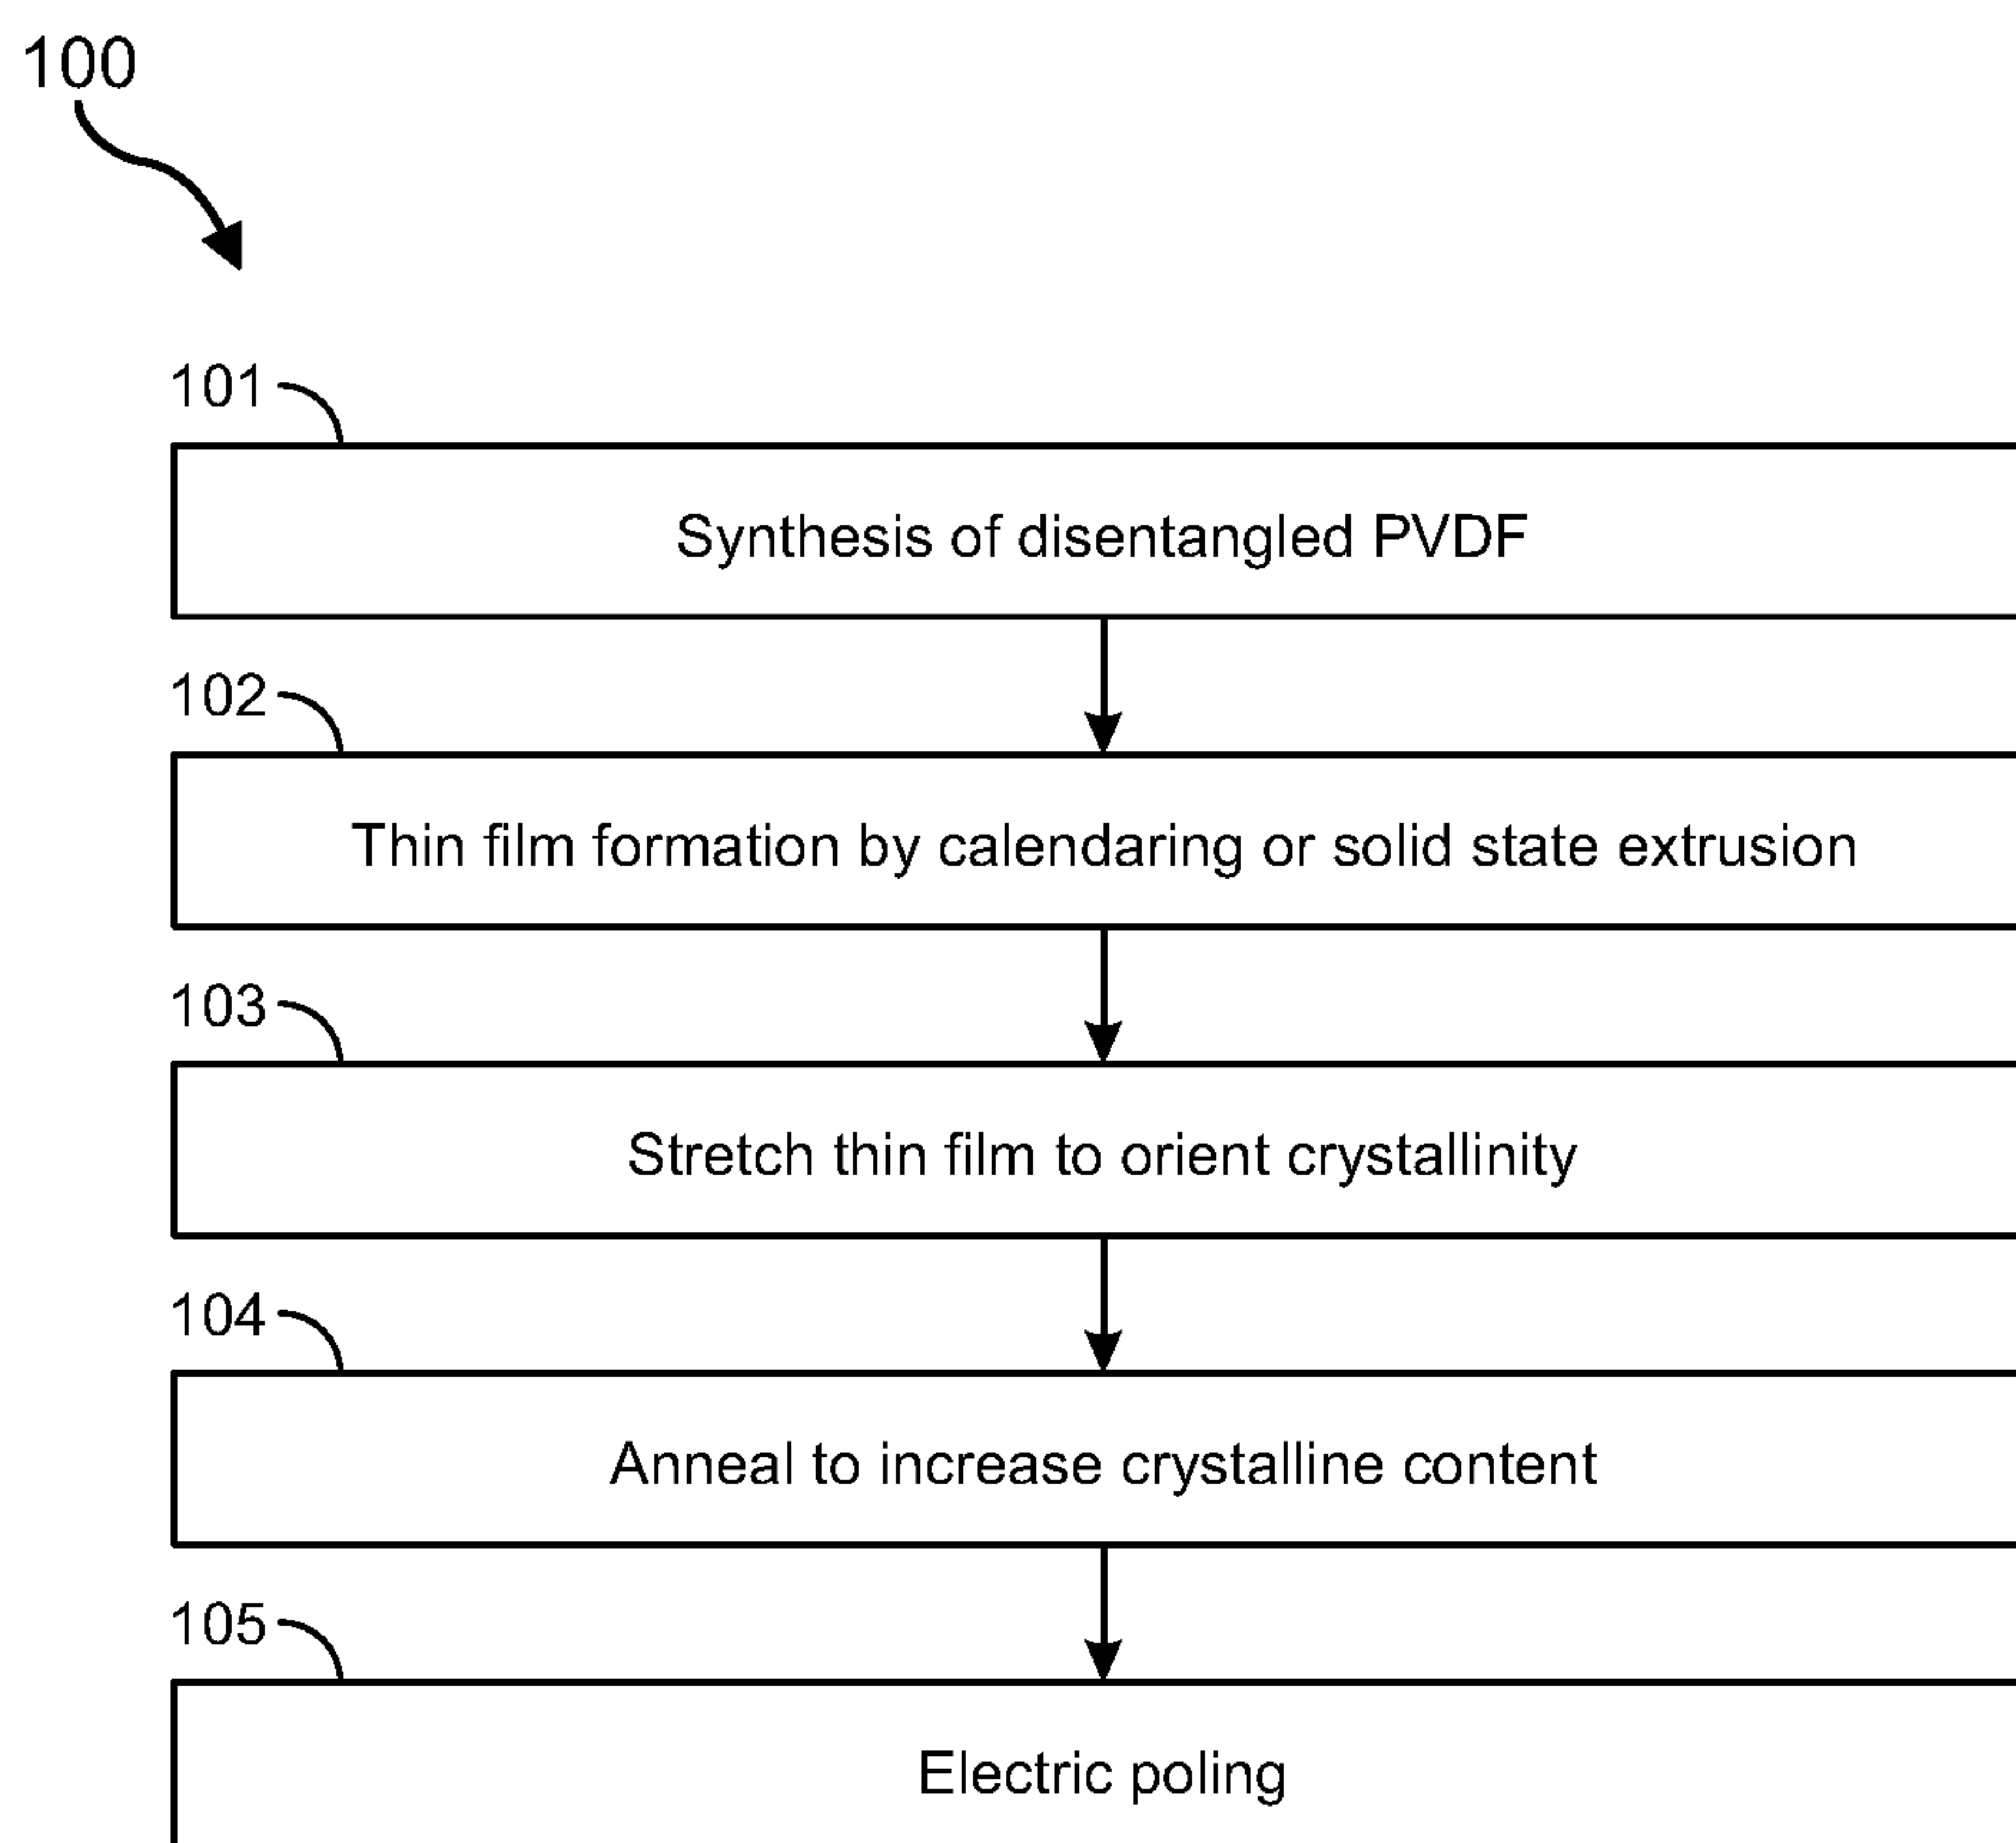 100
101
Synthesis of disentangled PVDF
102
Thin film formation by calendaring or solid state extrusion
103
Stretch thin film to orient crystallinity
104
Anneal to increase crystalline content
105
Electric poling